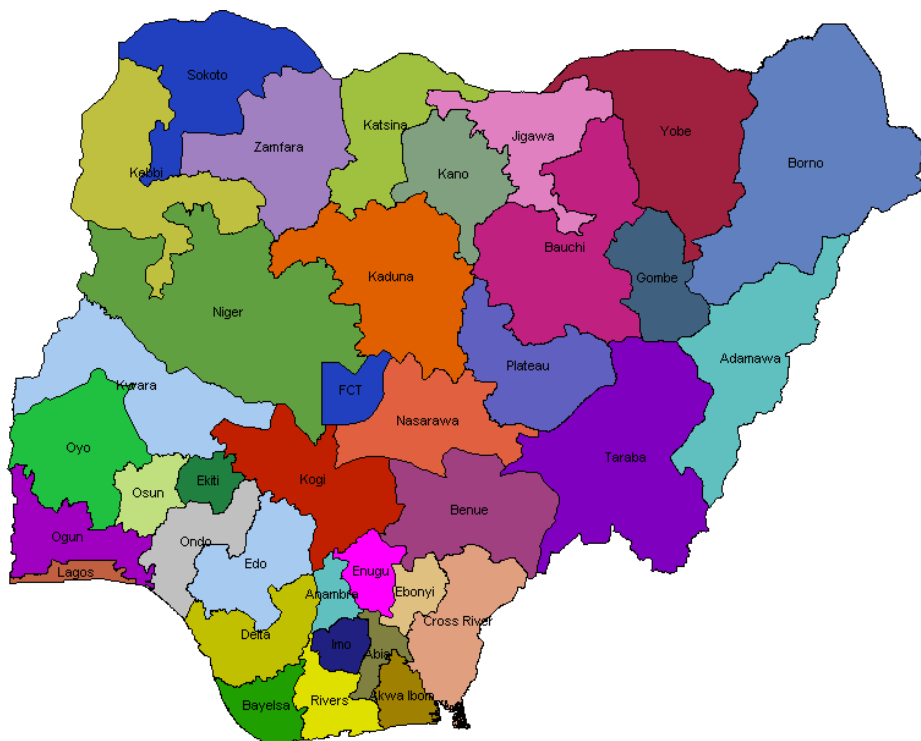 Sokoto
Katsina
Jigawa
Yobe
Zamfara
Borno
Kebbi
Kano
Bauchi
Kaduna
Gombe
Niger
Adamawa
Plateau
Kwara
FCT
Nasarawa
Oyo
Taraba
Ekiti
Kogi
Osun
Benue
Ondo
Ogun
Edo
Lagos
Enugu
Anambra
Ebonyi
Cross River
Delta
Imo
Abia
Akwa Ibom
Rivers
Bayelsa